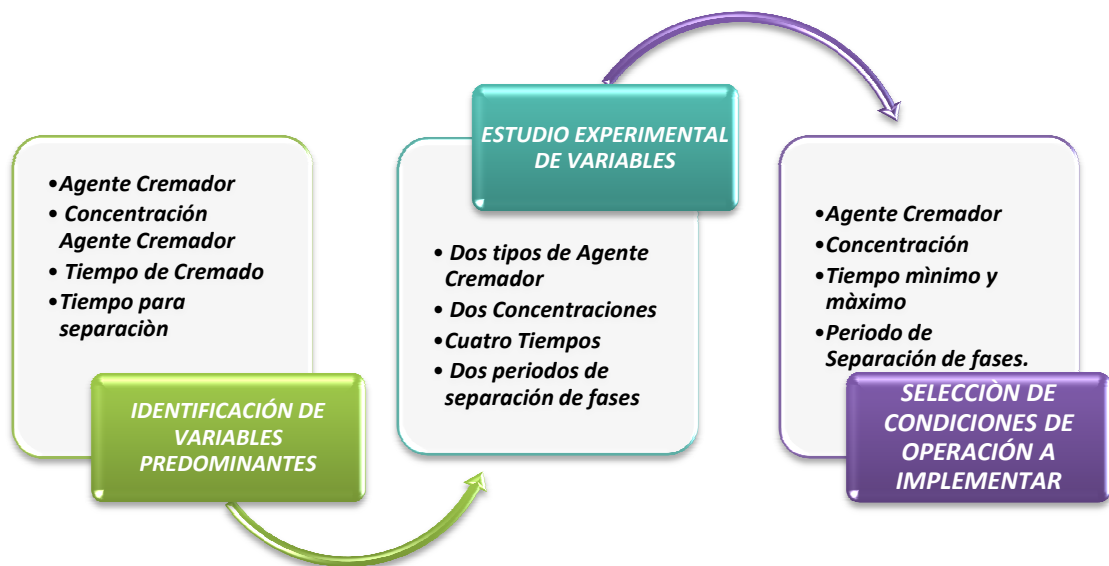 •Agente Cremador
• Concentración
Agente Cremador
• Tiempo de Cremado
•Tiempo para
separaciòn
IDENTIFICACIÓN DE
VARIABLES
PREDOMINANTES
ESTUDIO EXPERIMENTAL
DE VARIABLES
• Dos tipos de Agente
Cremador
• Dos Concentraciones
•Cuatro Tiempos
• Dos periodos de
separación de fases
•Agente Cremador
•Concentración
•Tiempo mìnimo y
màximo
•Periodo de
Separación de fases.
SELECCIÒN DE
CONDICIONES DE
OPERACIÓN A
IMPLEMENTAR